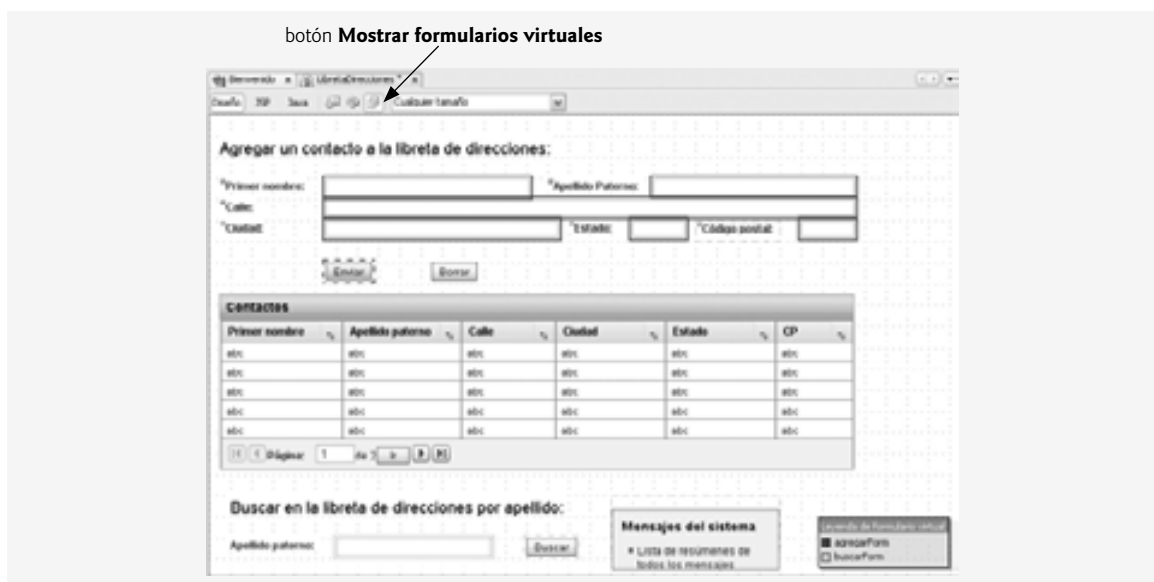 botón Mostrar formularios virtuales
Bienvenido x LibretaDirecciones * x
Diseño JSP Java Cualquier tamaño
Agregar un contacto a la libreta de direcciones:
*Primer nombre: *Apellido Paterno:
*Calle:
*Ciudad: *Estado: *Código postal:
Enviar Borrar
Contactos
Primer nombre Apellido paterno Calle Ciudad Estado CP
abc abc abc abc abc abc
abc abc abc abc abc abc
abc abc abc abc abc abc
abc abc abc abc abc abc
abc abc abc abc abc abc
Página: 1 de Ir
Buscar en la libreta de direcciones por apellido:
Apellido paterno: Buscar
Mensajes del sistema
Lista de resúmenes de
todos los mensajes
Leyenda de formulario virtual
agregarForm
buscarForm